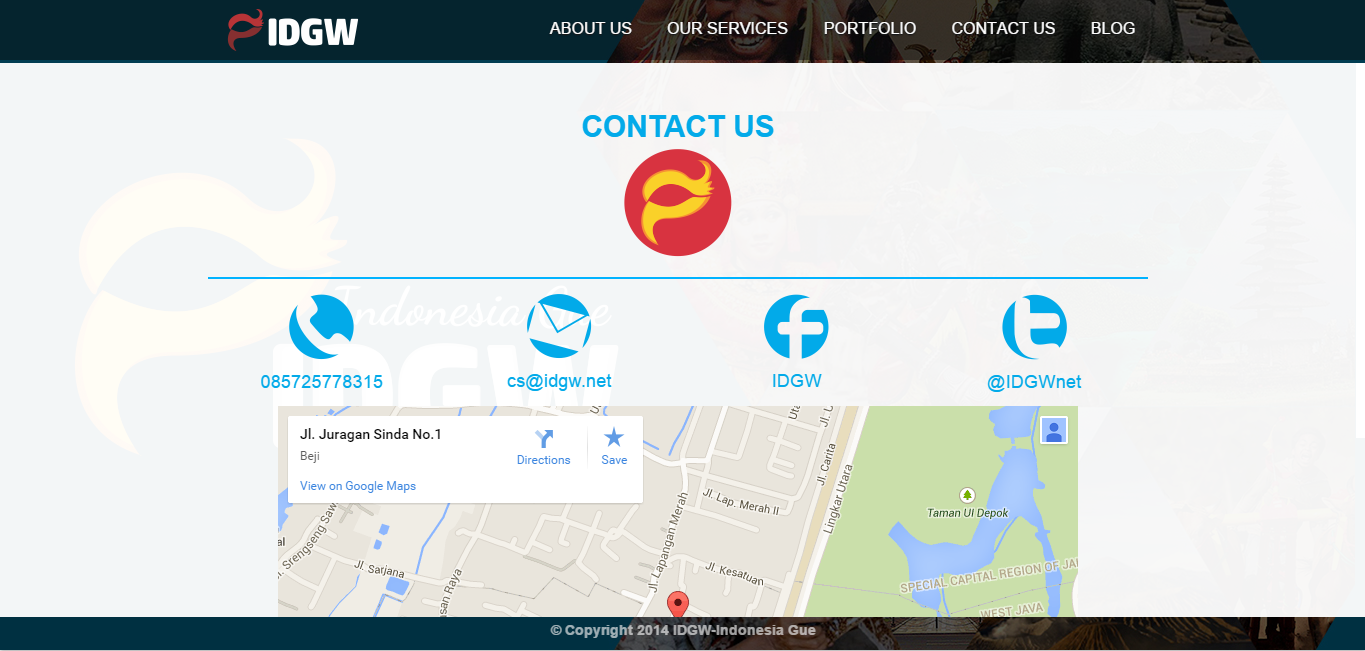 IDGW
ABOUT US
OUR SERVICES
PORTFOLIO
CONTACT US
BLOG
CONTACT US
Indonesia Gue
IDGW
085725778315
cs@idgw.net
IDGW
@IDGWnet
Jl. Juragan Sinda No.1
Beji
View on Google Maps
Directions
Save
Jl. Carita
Lingkar Utara
Jl. Lap. Merah II
Jl. Lapangan Merah
Jl. Kesatuan
Jl. Srengseng Saw
Jl. Sarjana
Raya
Taman UI Depok
SPECIAL CAPITAL REGION OF JA
WEST JAVA
© Copyright 2014 IDGW-Indonesia Gue